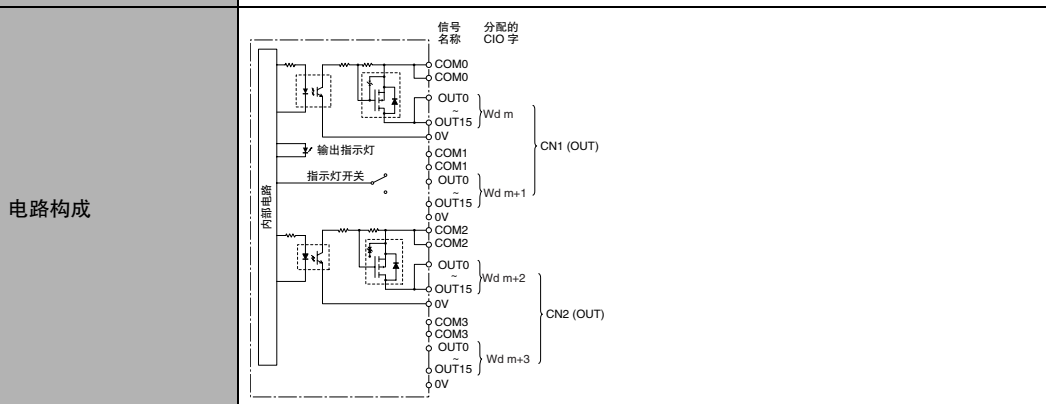 电路构成
信号
名称
分配的
CIO 字
COM0
COM0
OUT0
~
OUT15
0V
Wd m
COM1
COM1
OUT0
~
OUT15
0V
Wd m+1
CN1 (OUT)
输出指示灯
指示灯开关
内部电路
COM2
COM2
OUT0
~
OUT15
0V
Wd m+2
COM3
COM3
OUT0
~
OUT15
0V
Wd m+3
CN2 (OUT)